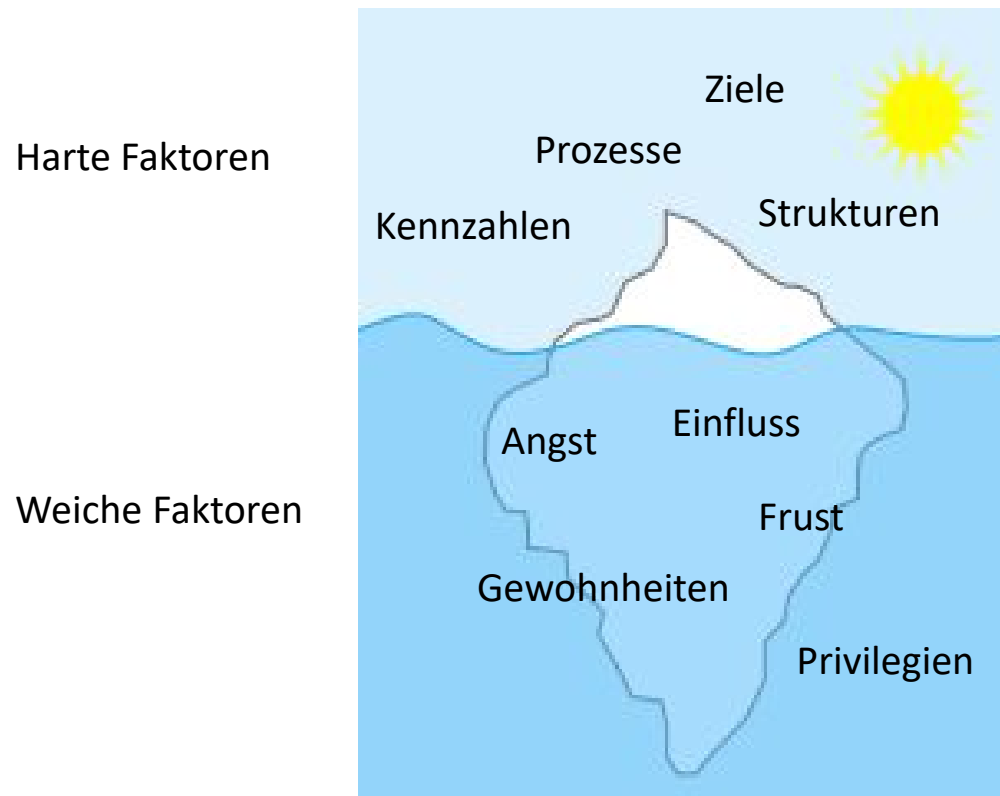 Ziele
Prozesse
Harte Faktoren
Strukturen
Kennzahlen
Einfluss
Angst
Weiche Faktoren
Frust
Gewohnheiten
Privilegien